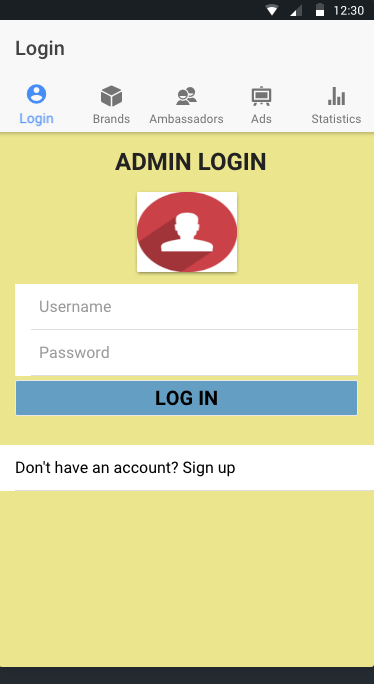 12:30
Login
Login Brands Ambassadors Ads Statistics
ADMIN LOGIN
Username
Password
LOG IN
Don't have an account? Sign up